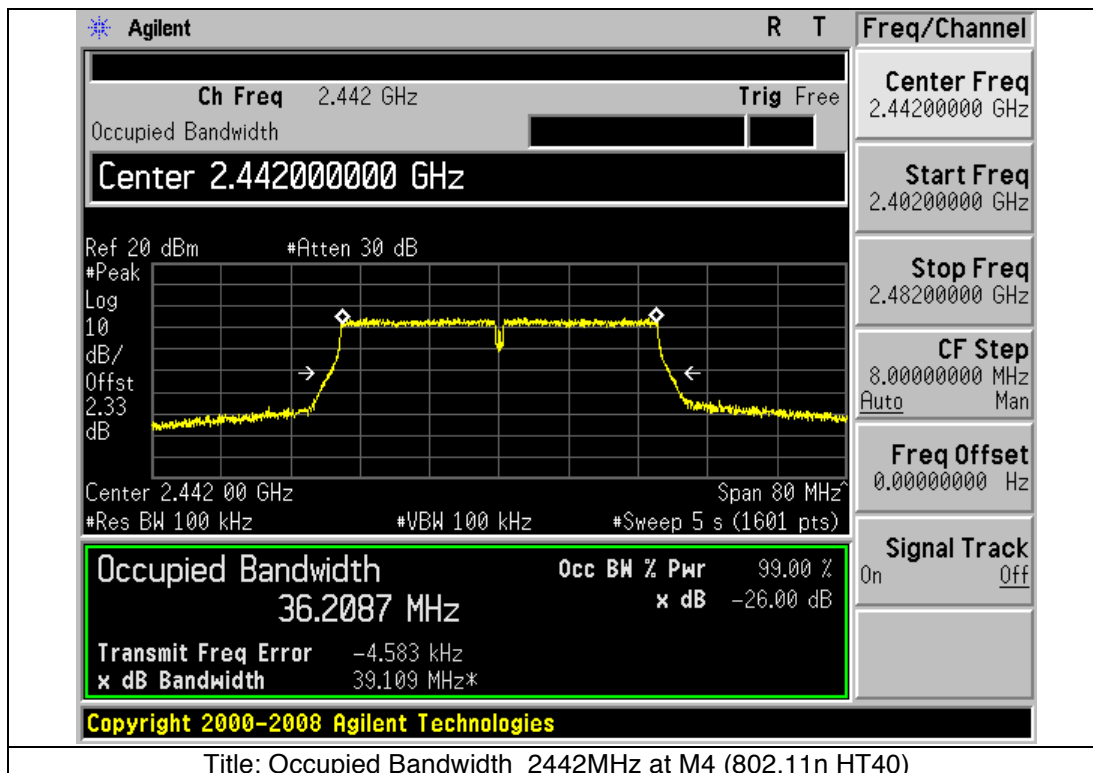 Agilent R T Freq/Channel
Ch Freq 2.442 GHz Trig Free
Occupied Bandwidth
Center 2.442000000 GHz
Ref 20 dBm #Atten 30 dB
#Peak
Log
10
dB/
Offst
2.33
dB
Center 2.442 00 GHz Span 80 MHz^
#Res BW 100 kHz #VBW 100 kHz #Sweep 5 s (1601 pts)
Occupied Bandwidth Occ BW % Pwr 99.00 %
36.2087 MHz x dB -26.00 dB
Transmit Freq Error -4.583 kHz
x dB Bandwidth 39.109 MHz*
Copyright 2000-2008 Agilent Technologies
Center Freq
2.44200000 GHz
Start Freq
2.40200000 GHz
Stop Freq
2.48200000 GHz
CF Step
8.00000000 MHz
Auto Man
Freq Offset
0.00000000 Hz
Signal Track
On Off
Title: Occupied Bandwidth_2442MHz at M4 (802.11n HT40)